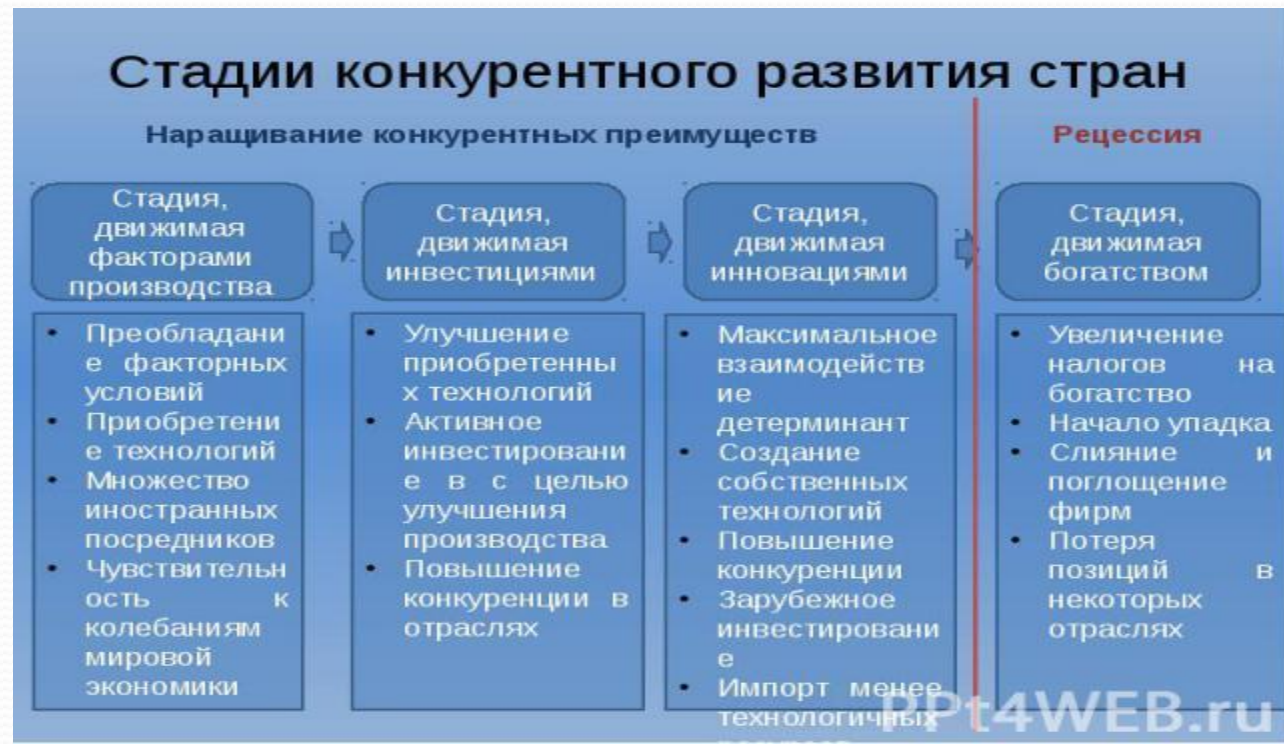 Стадии конкурентного развития стран
Наращивание конкурентных преимуществ
Рецессия
Стадия,
движимая
факторами
производства
Стадия,
движимая
инвестициями
Стадия,
движимая
инновациями
Стадия,
движимая
богатством
• Преобладани
е факторных
условий
• Приобретени
е технологий
• Множество
иностранных
посредников
• Чувствительн
ость к
колебаниям
мировой
экономики
• Улучшение
приобретенны
х технологий
• Активное
инвестировани
е в с целью
улучшения
производства
• Повышение
конкуренции в
отраслях
• Максимальное
взаимодейств
ие
детерминант
• Создание
собственных
технологий
• Повышение
конкуренции
• Зарубежное
инвестировани
е
• Импорт менее
технологичных
• Увеличение
налогов на
богатство
• Начало упадка
• Слияние и
поглощение
фирм
• Потеря
позиций в
некоторых
отраслях
PPt4WEB.ru